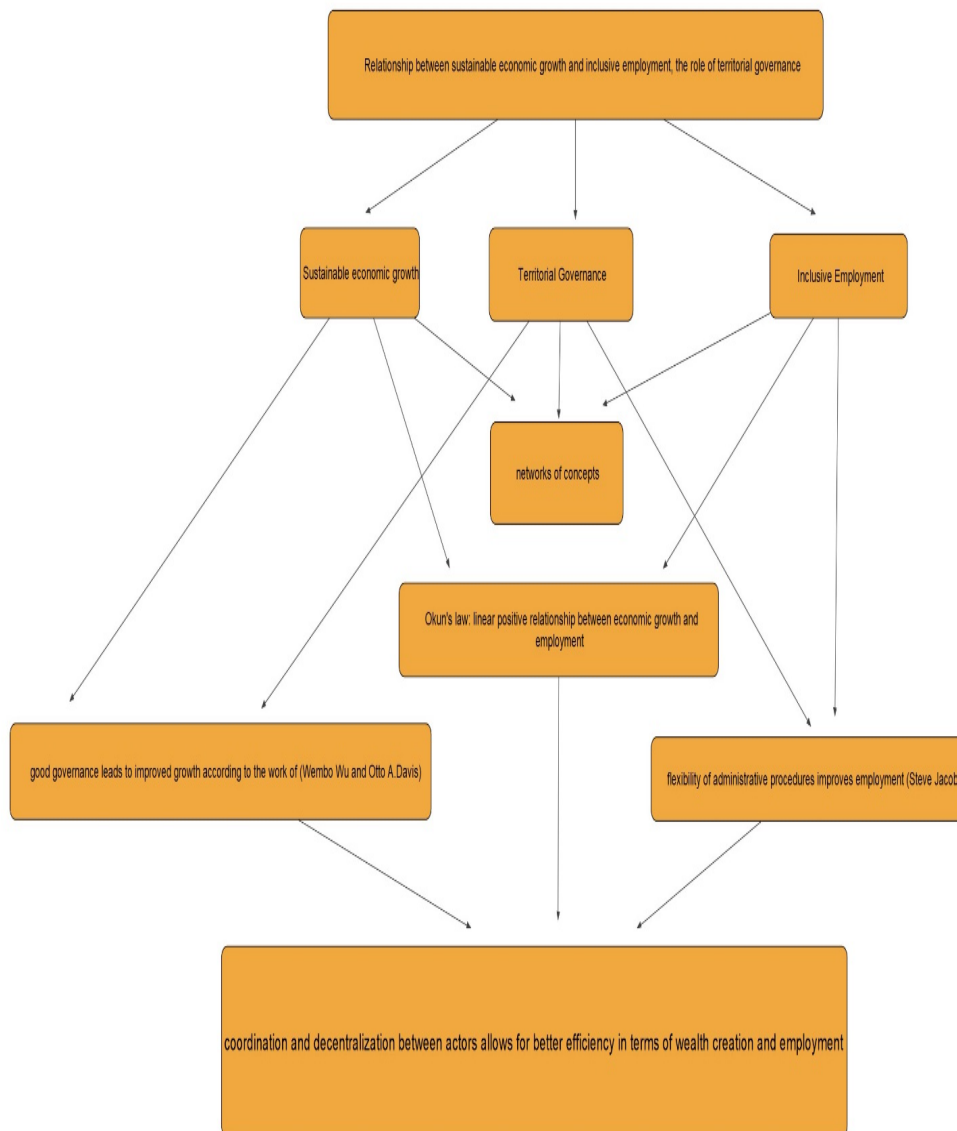 Relationship between sustainable economic growth and inclusive employment, the role of territorial governance
Sustainable economic growth
Territorial Governance
Inclusive Employment
networks of concepts
Okun's law: linear positive relationship between economic growth and
employment
good governance leads to improved growth according to the work of (Wembo Wu and Otto A.Davis)
flexibility of administrative procedures improves employment (Steve Jacob
coordination and decentralization between actors allows for better efficiency in terms of wealth creation and employment